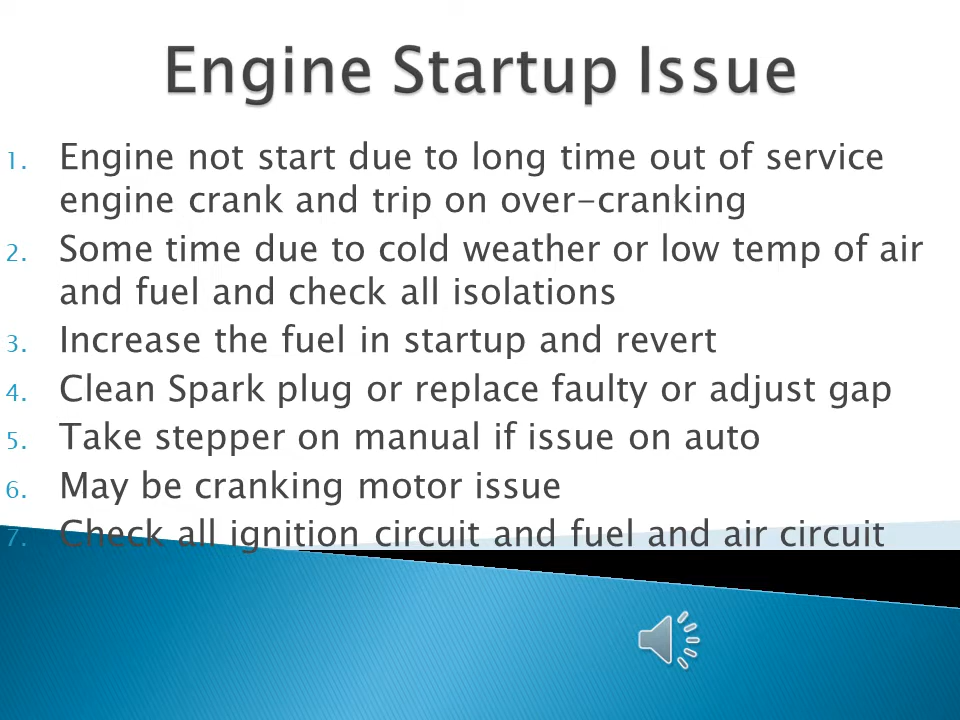 Engine Startup Issue
1. Engine not start due to long time out of service
engine crank and trip on over-cranking
2. Some time due to cold weather or low temp of air
and fuel and check all isolations
3. Increase the fuel in startup and revert
4. Clean Spark plug or replace faulty or adjust gap
5. Take stepper on manual if issue on auto
6. May be cranking motor issue
7. Check all ignition circuit and fuel and air circuit